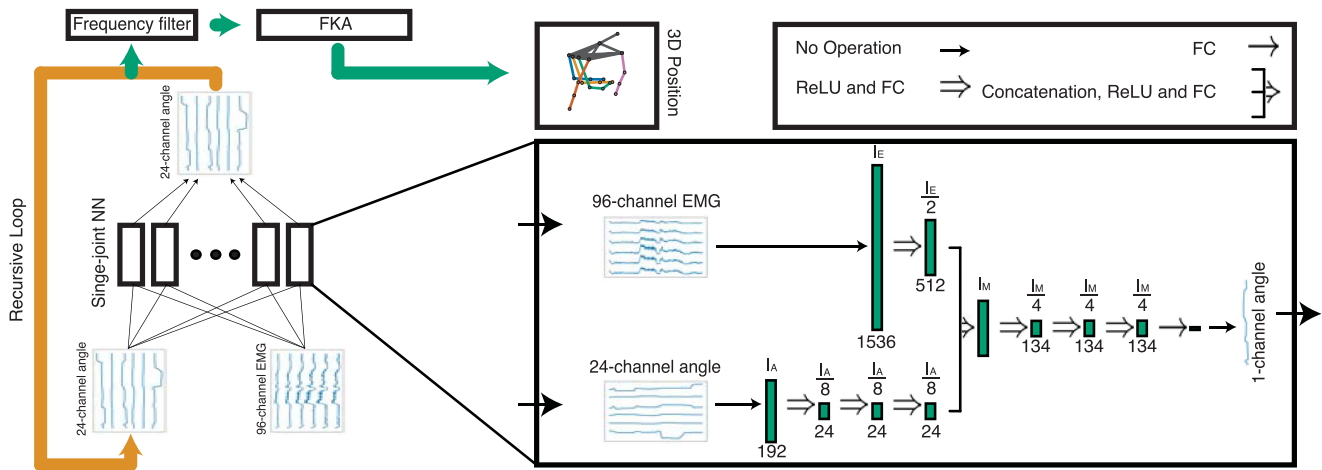 Frequency filter
FKA
3D Position
No Operation
FC
ReLU and FC
Concatenation, ReLU and FC
Recursive Loop
24-channel angle
Singe-joint NN
24-channel angle
96-channel EMG
96-channel EMG
I_E
1536
I_E
2
512
24-channel angle
I_A
192
I_A
8
24
I_A
8
24
I_A
8
24
I_M
I_M
4
134
I_M
4
134
I_M
4
134
1-channel angle